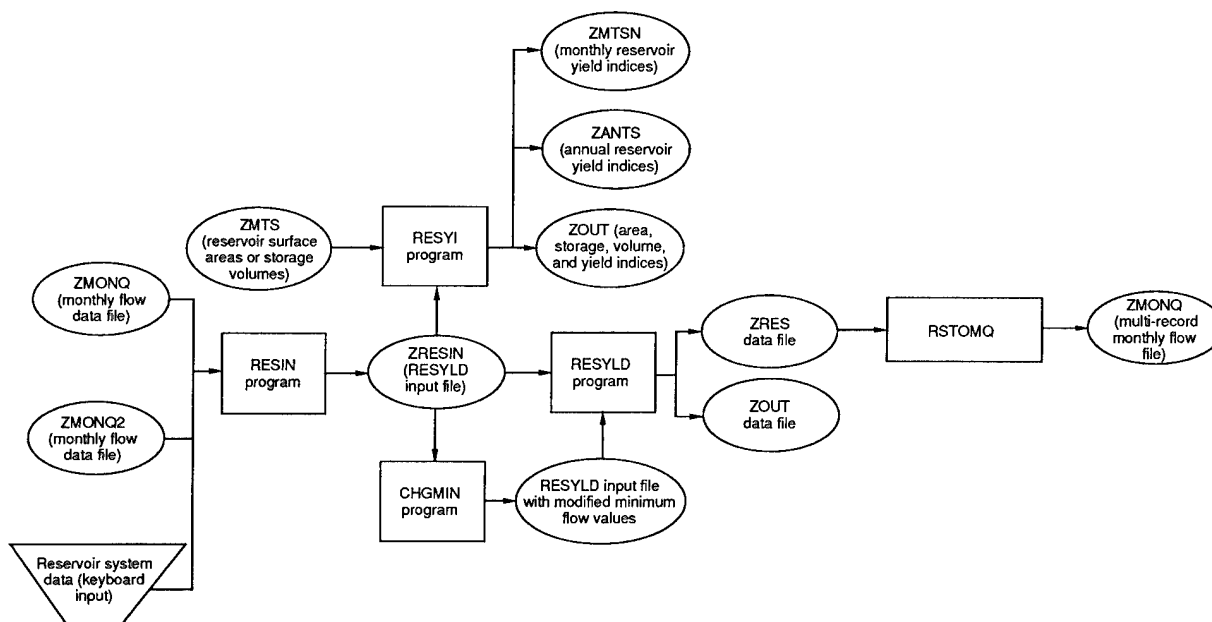 ZMTSN
(monthly reservoir
yield indices)
ZANTS
(annual reservoir
yield indices)
ZMTS
(reservoir surface
areas or storage
volumes)
RESYI
program
ZOUT (area,
storage, volume,
and yield indices)
ZMONQ
(monthly flow
data file)
RESIN
program
ZRESIN
(RESYLD
input file)
RESYLD
program
ZRES
data file
RSTOMQ
ZMONQ
(multi-record
monthly flow
file)
ZOUT
data file
ZMONQ2
(monthly flow
data file)
CHGMIN
program
RESYLD input file
with modified minimum
flow values
Reservoir system
data (keyboard
input)